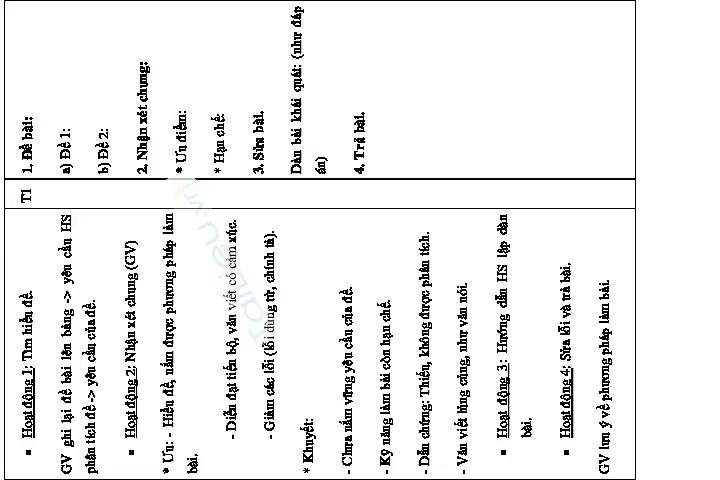 ▪ Hoạt động 1: Tìm hiểu đề.
GV ghi lại đề bài lên bảng -> yêu cầu HS
phân tích đề -> yêu cầu của đề.
▪ Hoạt động 2: Nhận xét chung (GV)
* Ưu: - Hiểu đề, nắm được phương pháp làm
bài.
- Diễn đạt tiến bộ, văn viết có cảm xúc.
- Giảm các lỗi (lỗi dùng từ, chính tả).
* Khuyết:
- Chưa nắm vững yêu cầu của đề.
- Kỹ năng làm bài còn hạn chế.
- Dẫn chứng: Thiếu, không được phân tích.
- Văn viết lủng củng, như văn nói.
▪ Hoạt động 3: Hướng dẫn HS lập dàn
bài.
▪ Hoạt động 4: Sửa lỗi và trả bài.
GV lưu ý về phương pháp làm bài.
T1
1. Đề bài:
a) Đề 1:
b) Đề 2:
2. Nhận xét chung:
* Ưu điểm:
* Hạn chế:
3. Sửa bài.
Dàn bài khái quát: (như đáp
án)
4. Trả bài.
TaiLieu.vn